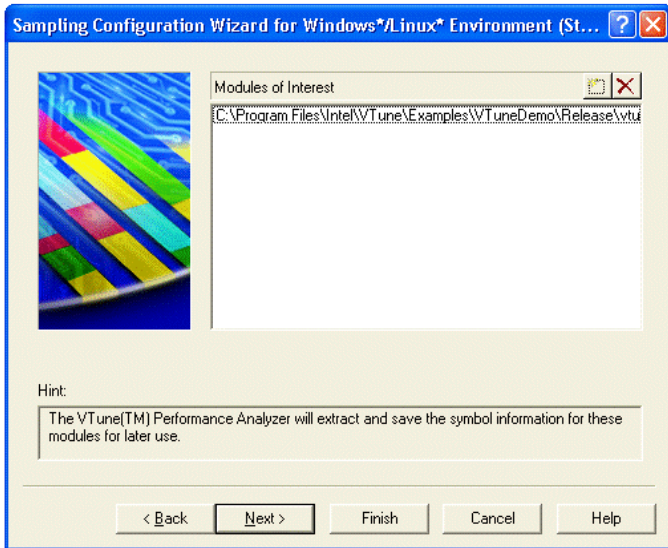 Sampling Configuration Wizard for Windows*/Linux* Environment (St...
Modules of Interest
C:\Program Files\Intel\VTune\Examples\VTuneDemo\Release\vtu
Hint:
The VTune(TM) Performance Analyzer will extract and save the symbol information for these
modules for later use.
< Back Next > Finish Cancel Help